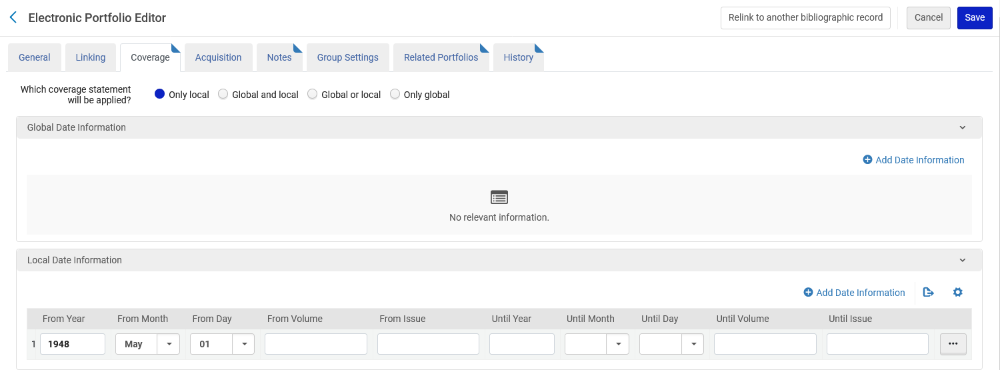 Electronic Portfolio Editor
Relink to another bibliographic record
Cancel
Save
General
Linking
Coverage
Acquisition
Notes
Group Settings
Related Portfolios
History
Which coverage statement
will be applied?
Only local
Global and local
Global or local
Only global
Global Date Information
Add Date Information
No relevant information.
Local Date Information
Add Date Information
From Year From Month From Day From Volume From Issue Until Year Until Month Until Day Until Volume Until Issue
1 1948 May 01